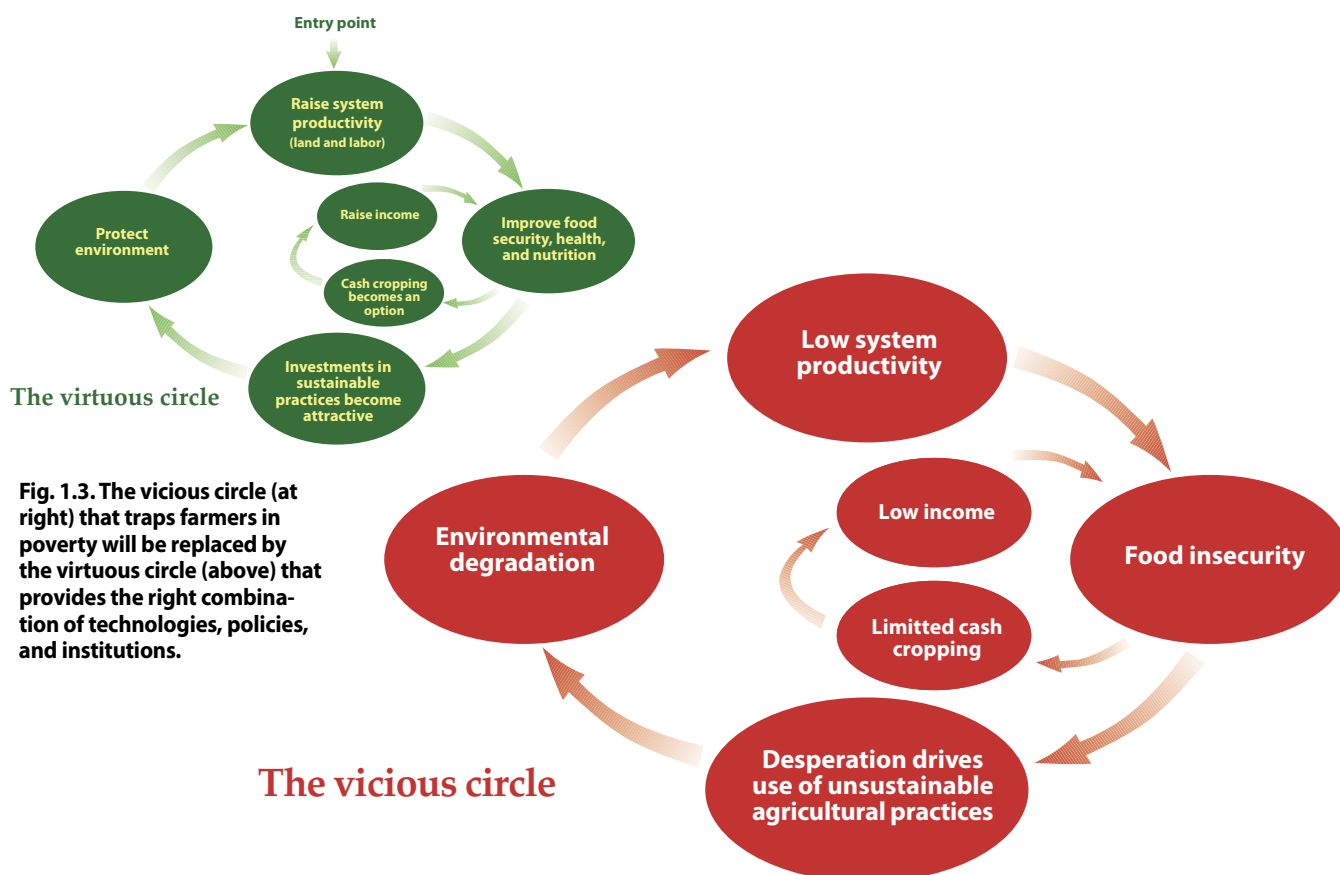 Entry point
Raise system
productivity
(land and labor)
Improve food
security, health,
and nutrition
Raise income
Cash cropping
becomes an
option
Protect
environment
Investments in
sustainable
practices become
attractive
The virtuous circle
Fig. 1.3. The vicious circle (at
right) that traps farmers in
poverty will be replaced by
the virtuous circle (above) that
provides the right combina-
tion of technologies, policies,
and institutions.
Low system
productivity
Low income
Food insecurity
Environmental
degradation
Limitted cash
cropping
Desperation drives
use of unsustainable
agricultural practices
The vicious circle